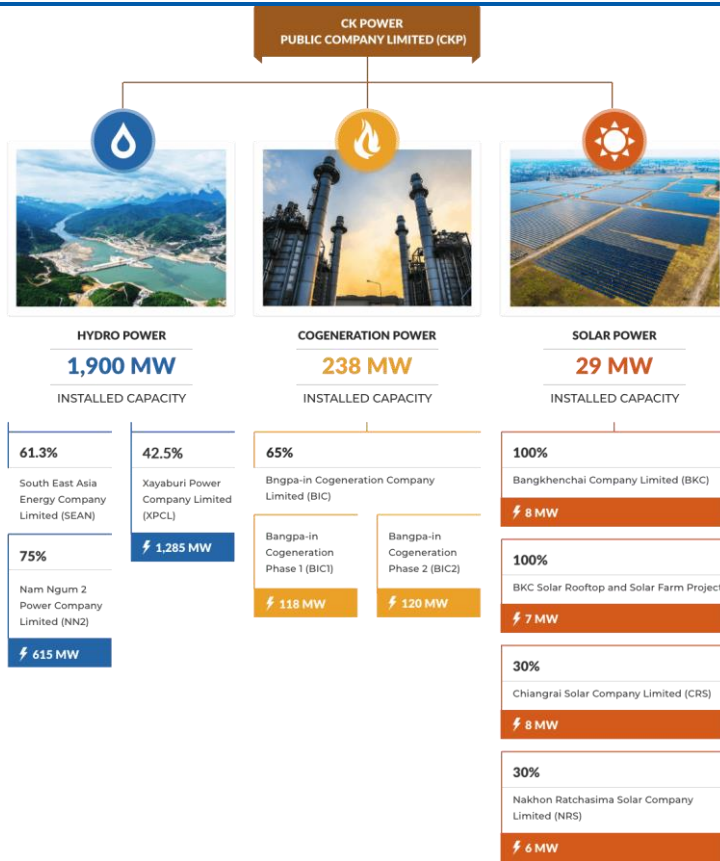 CK POWER
PUBLIC COMPANY LIMITED (CKP)
HYDRO POWER
1,900 MW
INSTALLED CAPACITY
61.3%
South East Asia
Energy Company
Limited (SEAN)
75%
Nam Ngum 2
Power Company
Limited (NN2)
615 MW
42.5%
Xayaburi Power
Company Limited
(XPCL)
1,285 MW
COGENERATION POWER
238 MW
INSTALLED CAPACITY
65%
Bngpa-in Cogeneration Company
Limited (BIC)
Bangpa-in
Cogeneration
Phase 1 (BIC1)
118 MW
Bangpa-in
Cogeneration
Phase 2 (BIC2)
120 MW
SOLAR POWER
29 MW
INSTALLED CAPACITY
100%
Bangkhenchai Company Limited (BKC)
8 MW
100%
BKC Solar Rooftop and Solar Farm Project
7 MW
30%
Chiangrai Solar Company Limited (CRS)
8 MW
30%
Nakhon Ratchasima Solar Company
Limited (NRS)
6 MW